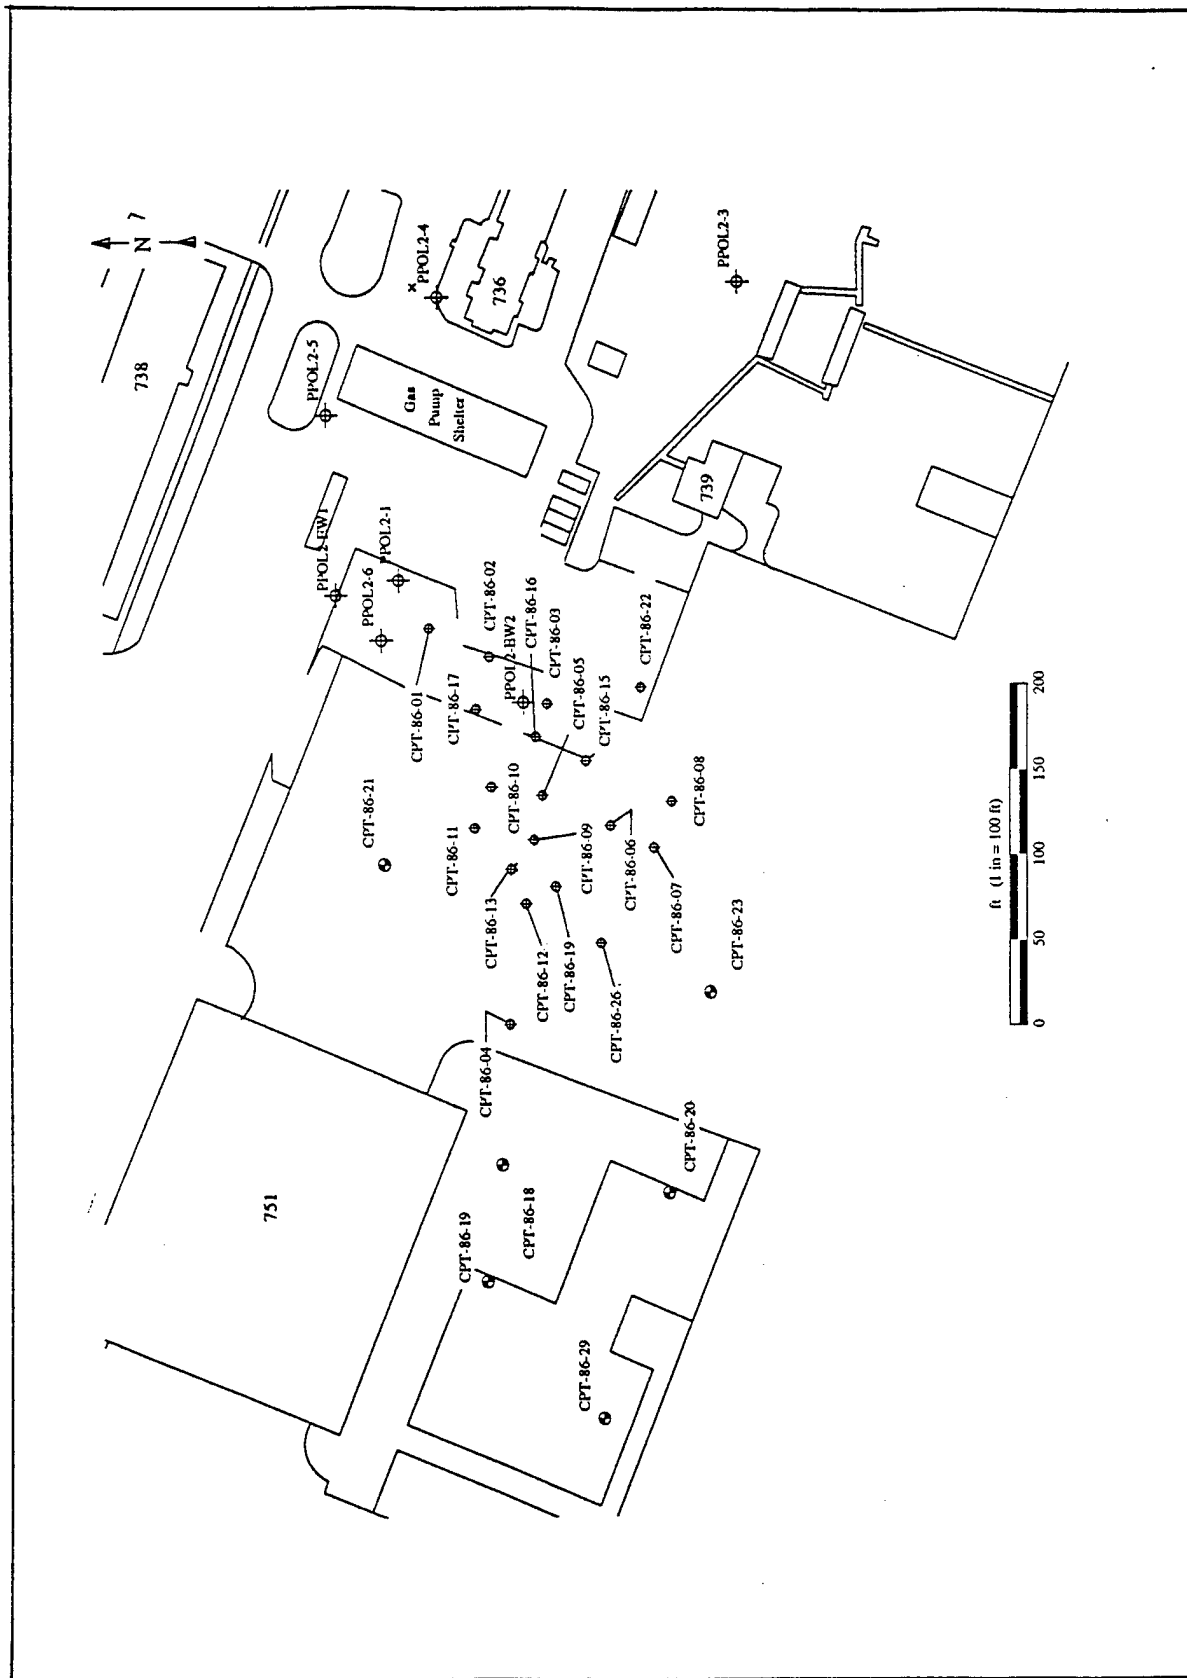 N
7
738
PPOL2-5
PPOL2-4
x
736
Gas
Pump
Shelter
PPOL2-3
739
PPOL2-EW1
PPOL2-6
PPOL2-1
CPT-86-02
CPT-86-16
PPOL2-EW2
CPT-86-03
CPT-86-05
CPT-86-15
CPT-86-22
CPT-86-01
CPT-86-17
CPT-86-21
CPT-86-11
CPT-86-10
CPT-86-13
CPT-86-12
CPT-86-19
CPT-86-09
CPT-86-06
CPT-86-07
CPT-86-08
CPT-86-26
CPT-86-23
CPT-86-04
751
CPT-86-19
CPT-86-18
CPT-86-20
CPT-86-29
ft (1 in = 100 ft)
0 50 100 150 200